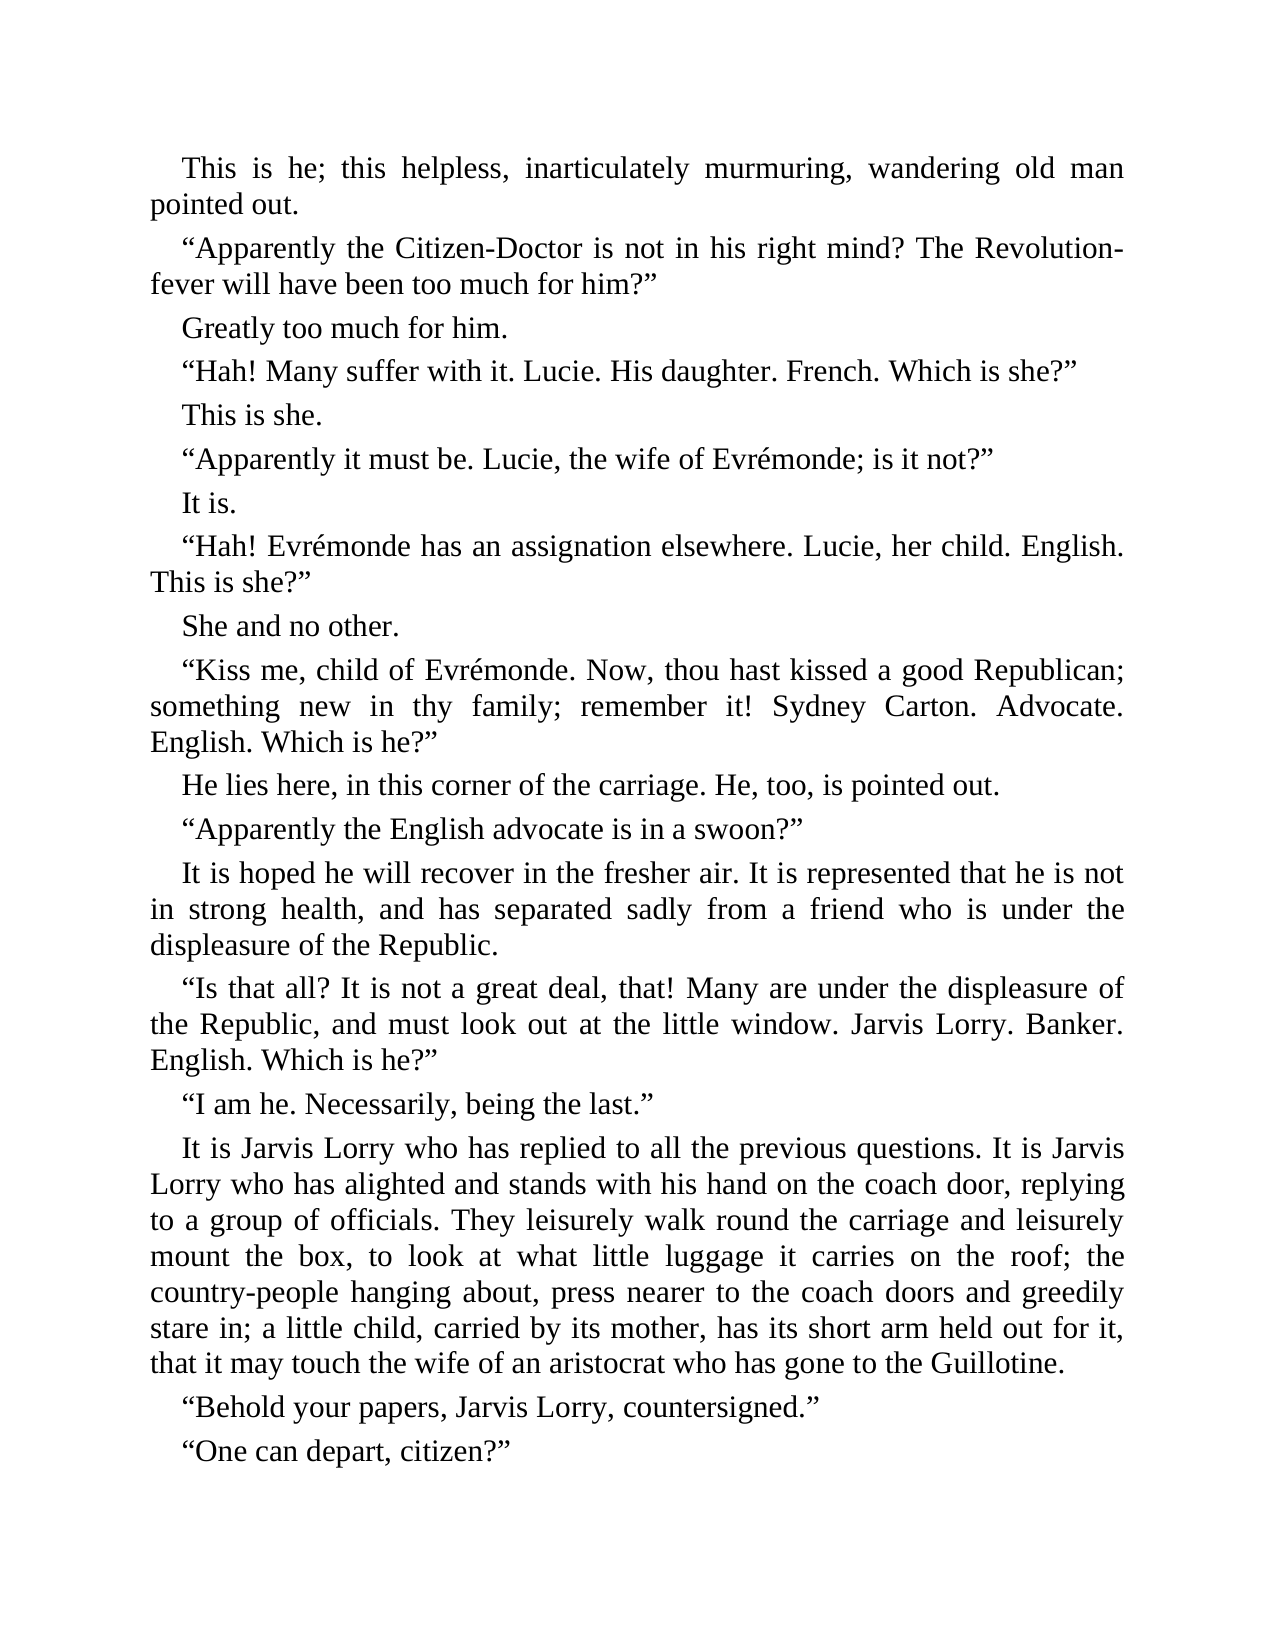 This is he; this helpless, inarticulately murmuring, wandering old man
pointed out.
“Apparently the Citizen-Doctor is not in his right mind? The Revolution-
fever will have been too much for him?”
Greatly too much for him.
“Hah! Many suffer with it. Lucie. His daughter. French. Which is she?”
This is she.
“Apparently it must be. Lucie, the wife of Evrémonde; is it not?”
It is.
“Hah! Evrémonde has an assignation elsewhere. Lucie, her child. English.
This is she?”
She and no other.
“Kiss me, child of Evrémonde. Now, thou hast kissed a good Republican;
something new in thy family; remember it! Sydney Carton. Advocate.
English. Which is he?”
He lies here, in this corner of the carriage. He, too, is pointed out.
“Apparently the English advocate is in a swoon?”
It is hoped he will recover in the fresher air. It is represented that he is not
in strong health, and has separated sadly from a friend who is under the
displeasure of the Republic.
“Is that all? It is not a great deal, that! Many are under the displeasure of
the Republic, and must look out at the little window. Jarvis Lorry. Banker.
English. Which is he?”
“I am he. Necessarily, being the last.”
It is Jarvis Lorry who has replied to all the previous questions. It is Jarvis
Lorry who has alighted and stands with his hand on the coach door, replying
to a group of officials. They leisurely walk round the carriage and leisurely
mount the box, to look at what little luggage it carries on the roof; the
country-people hanging about, press nearer to the coach doors and greedily
stare in; a little child, carried by its mother, has its short arm held out for it,
that it may touch the wife of an aristocrat who has gone to the Guillotine.
“Behold your papers, Jarvis Lorry, countersigned.”
“One can depart, citizen?”